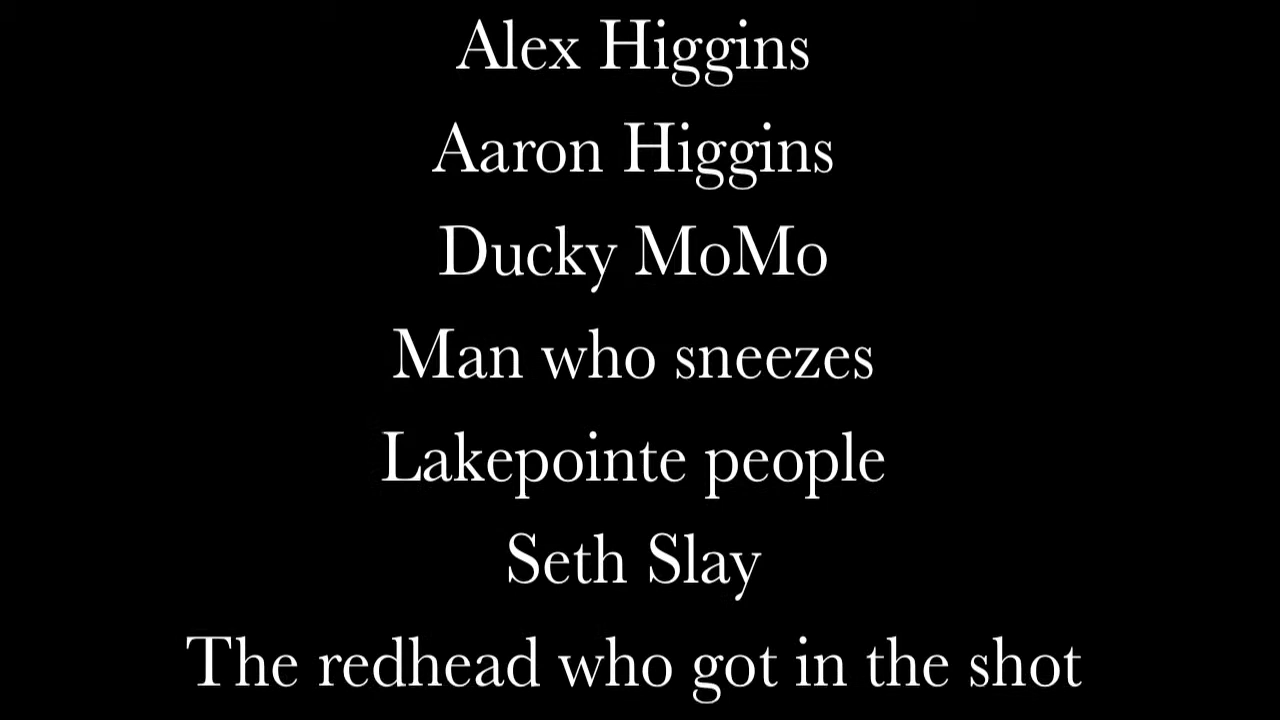 Alex Higgins
Aaron Higgins
Ducky MoMo
Man who sneezes
Lakepointe people
Seth Slay
The redhead who got in the shot